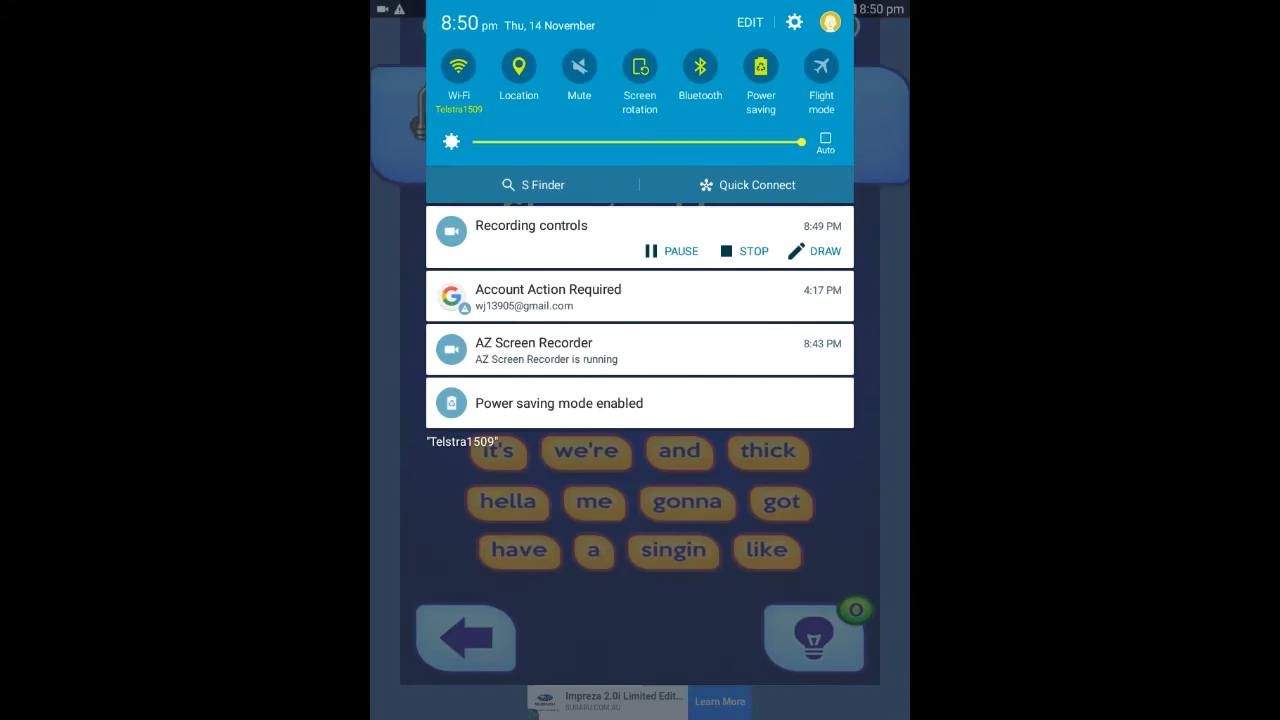 8:50 pm
8:50 pm Thu, 14 November EDIT
Wi-Fi Location Mute Screen rotation Bluetooth Power saving Flight mode
Telstra1509
Auto
S Finder Quick Connect
Recording controls 8:49 PM
PAUSE STOP DRAW
Account Action Required 4:17 PM
wj13905@gmail.com
AZ Screen Recorder 8:43 PM
AZ Screen Recorder is running
Power saving mode enabled
"Telstra1509"
it's we're and thick
hella me gonna got
have a singin like
0
Impreza 2.0i Limited Edit... Learn More
SUBARU.COM.AU